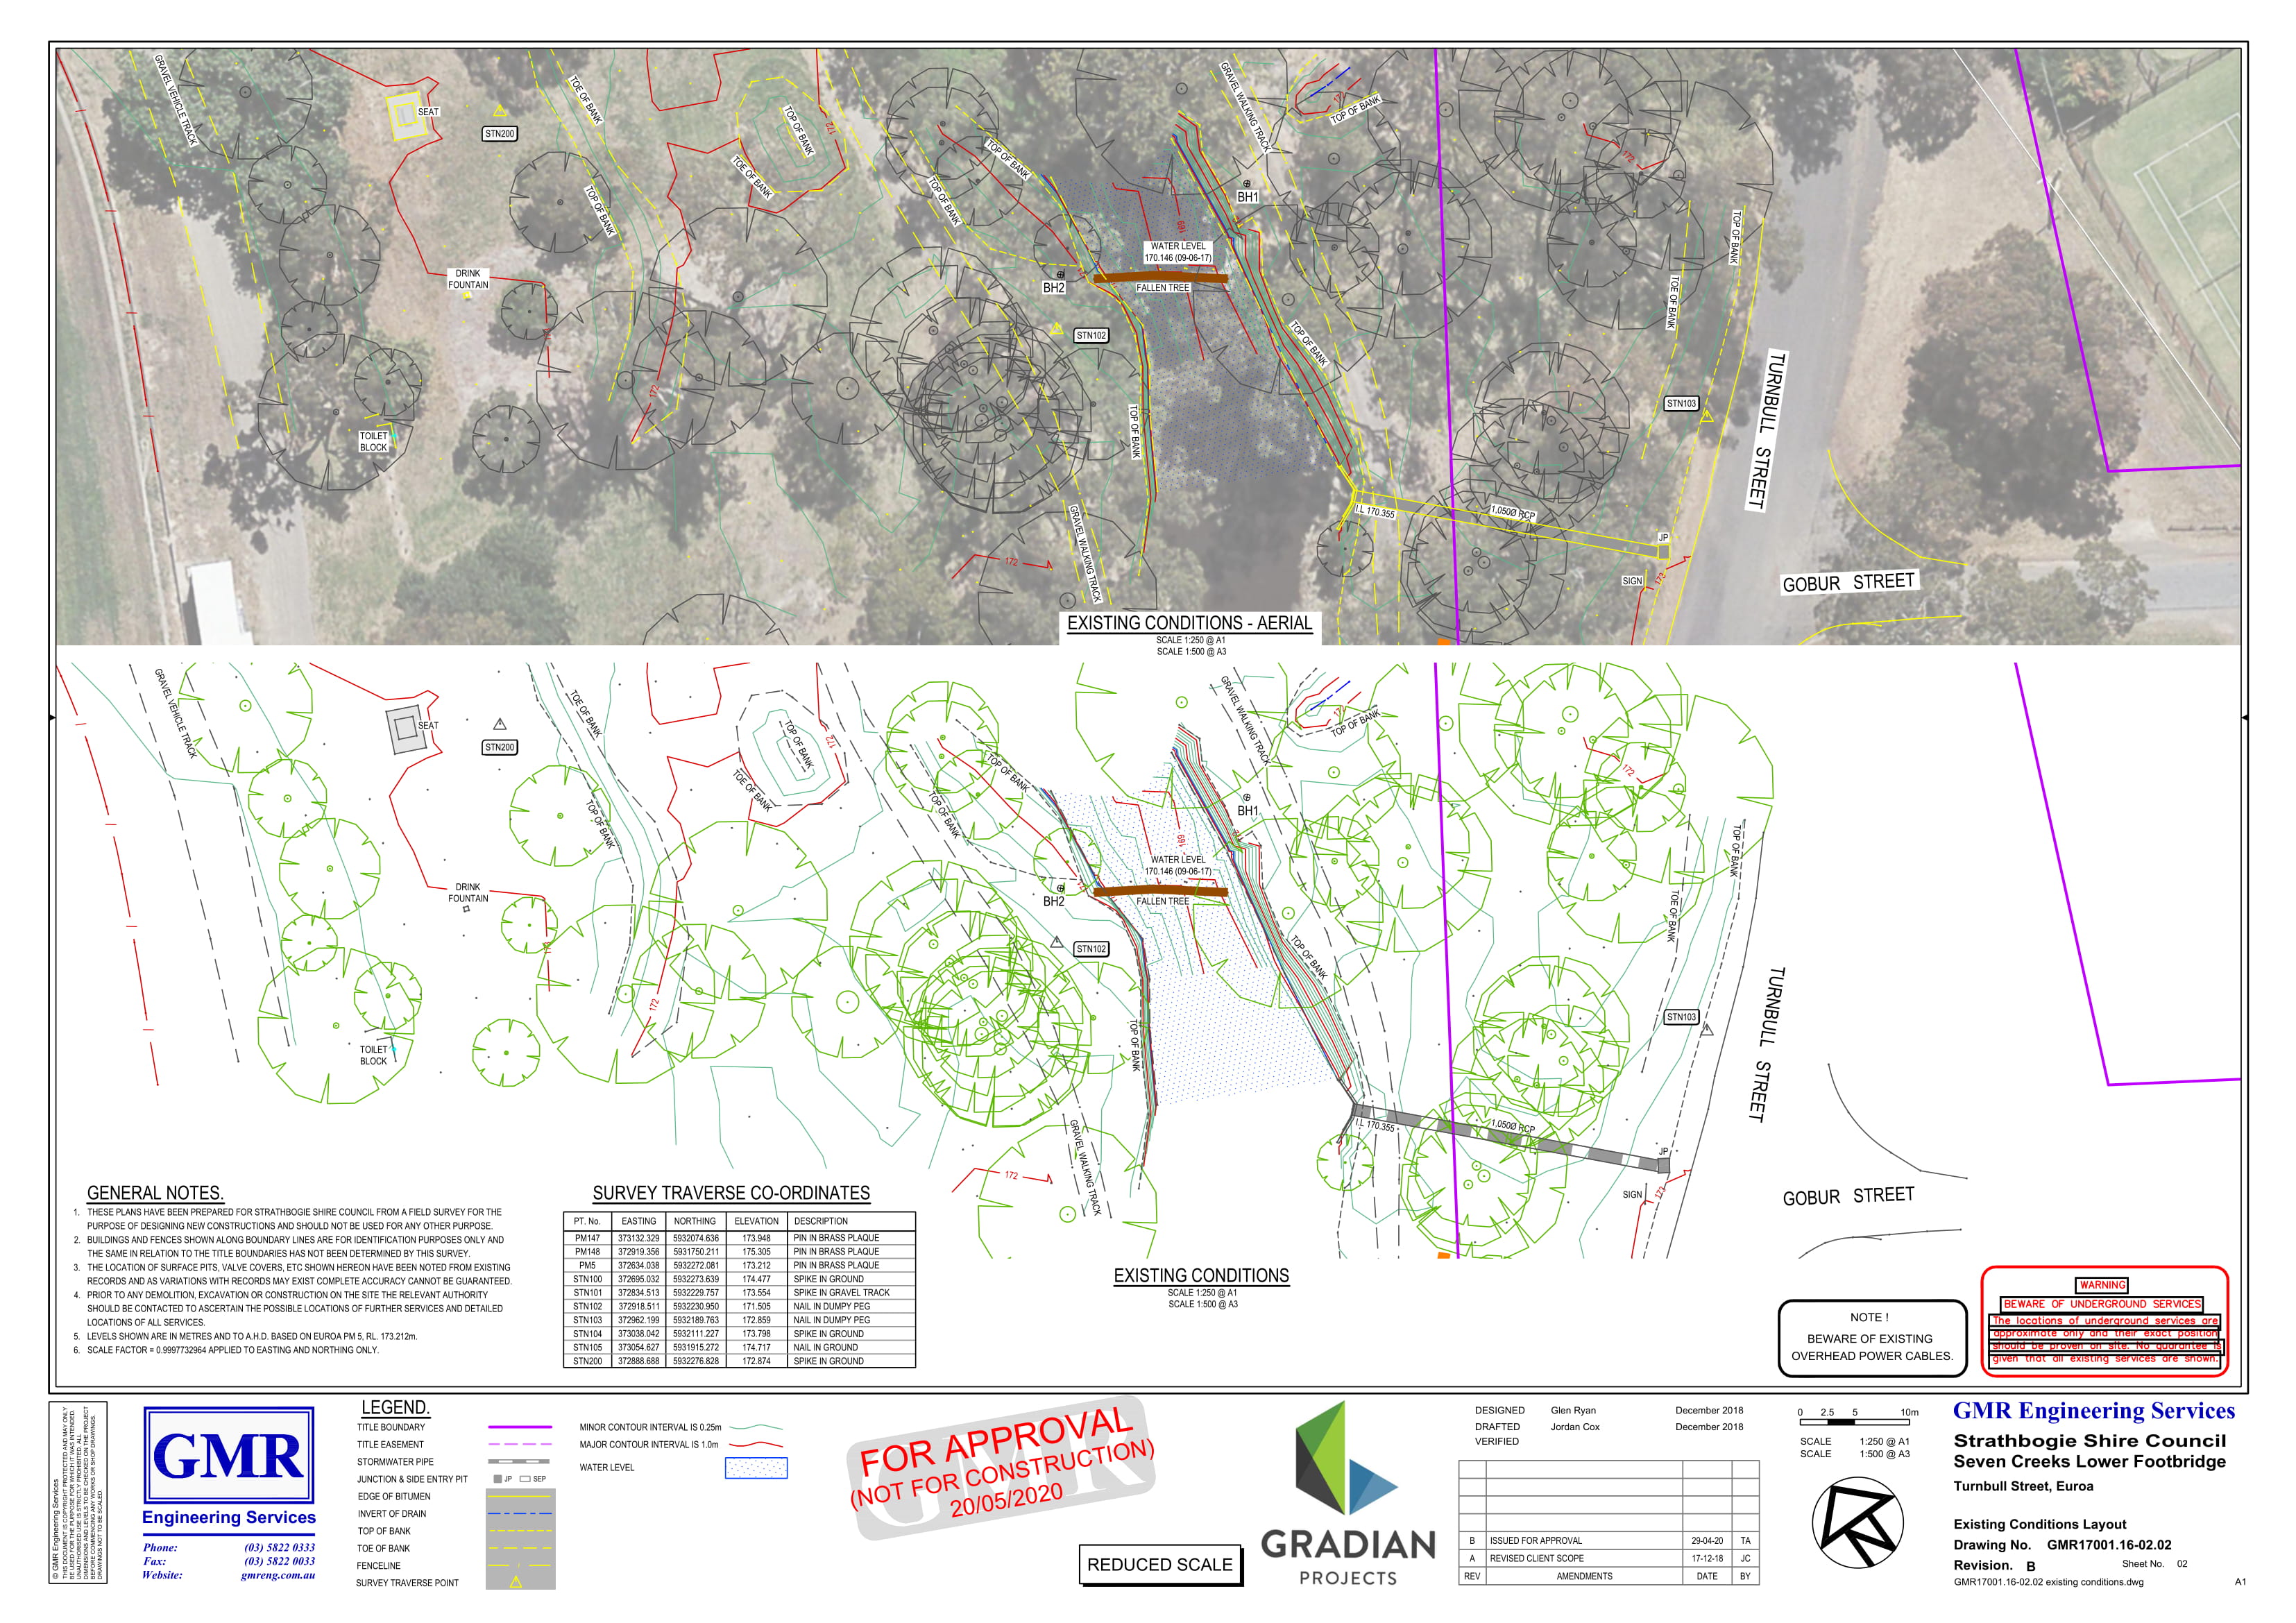 GRAVEL VEHICLE TRACK
SEAT
STN200
TOE OF BANK
TOP OF BANK
TOE OF BANK
TOP OF BANK
172
TOP OF BANK
TOP OF BANK
GRAVEL WALKING TRACK
BH1
TOP OF BANK
172
TOP OF BANK
TOE OF BANK
169
WATER LEVEL
170.146 (09-06-17)
FALLEN TREE
DRINK
FOUNTAIN
BH2
STN102
TOP OF BANK
STN103
TURNBULL STREET
172
TOILET
BLOCK
TOP OF BANK
GRAVEL WALKING TRACK
I.L 170.355
1,050Ø RCP
JP
SIGN
173
172
GOBUR STREET
EXISTING CONDITIONS - AERIAL
SCALE 1:250 @ A1
SCALE 1:500 @ A3
GRAVEL VEHICLE TRACK
SEAT
STN200
TOE OF BANK
TOP OF BANK
TOE OF BANK
TOP OF BANK
172
TOP OF BANK
TOP OF BANK
GRAVEL WALKING TRACK
BH1
TOP OF BANK
172
TOP OF BANK
TOE OF BANK
169
WATER LEVEL
170.146 (09-06-17)
FALLEN TREE
DRINK
FOUNTAIN
BH2
STN102
TOP OF BANK
STN103
TURNBULL STREET
172
TOILET
BLOCK
TOP OF BANK
GRAVEL WALKING TRACK
I.L 170.355
1,050Ø RCP
JP
SIGN
173
172
GOBUR STREET
EXISTING CONDITIONS
SCALE 1:250 @ A1
SCALE 1:500 @ A3
GENERAL NOTES.
1. THESE PLANS HAVE BEEN PREPARED FOR STRATHBOGIE SHIRE COUNCIL FROM A FIELD SURVEY FOR THE
PURPOSE OF DESIGNING NEW CONSTRUCTIONS AND SHOULD NOT BE USED FOR ANY OTHER PURPOSE.
2. BUILDINGS AND FENCES SHOWN ALONG BOUNDARY LINES ARE FOR IDENTIFICATION PURPOSES ONLY AND
THE SAME IN RELATION TO THE TITLE BOUNDARIES HAS NOT BEEN DETERMINED BY THIS SURVEY.
3. THE LOCATION OF SURFACE PITS, VALVE COVERS, ETC SHOWN HEREON HAVE BEEN NOTED FROM EXISTING
RECORDS AND AS VARIATIONS WITH RECORDS MAY EXIST COMPLETE ACCURACY CANNOT BE GUARANTEED.
4. PRIOR TO ANY DEMOLITION, EXCAVATION OR CONSTRUCTION ON THE SITE THE RELEVANT AUTHORITY
SHOULD BE CONTACTED TO ASCERTAIN THE POSSIBLE LOCATIONS OF FURTHER SERVICES AND DETAILED
LOCATIONS OF ALL SERVICES.
5. LEVELS SHOWN ARE IN METRES AND TO A.H.D. BASED ON EUROA PM 5, RL. 173.212m.
6. SCALE FACTOR = 0.9997732964 APPLIED TO EASTING AND NORTHING ONLY.
SURVEY TRAVERSE CO-ORDINATES
PT. No. EASTING NORTHING ELEVATION DESCRIPTION
PM147 373132.329 5932074.636 173.948 PIN IN BRASS PLAQUE
PM148 372919.356 5931750.211 175.305 PIN IN BRASS PLAQUE
PM5 372634.038 5932272.081 173.212 PIN IN BRASS PLAQUE
STN100 372695.032 5932273.639 174.477 SPIKE IN GROUND
STN101 372834.513 5932229.757 173.554 SPIKE IN GRAVEL TRACK
STN102 372918.511 5932230.950 171.505 NAIL IN DUMPY PEG
STN103 372962.199 5932189.763 172.859 NAIL IN DUMPY PEG
STN104 373038.042 5932111.227 173.798 SPIKE IN GROUND
STN105 373054.627 5931915.272 174.717 NAIL IN GROUND
STN200 372888.688 5932276.828 172.874 SPIKE IN GROUND
NOTE !
BEWARE OF EXISTING
OVERHEAD POWER CABLES.
WARNING
BEWARE OF UNDERGROUND SERVICES
The locations of underground services are
approximate only and their exact position
should be proven on site. No guarantee is
given that all existing services are shown.
© GMR Engineering Services
THIS DOCUMENT IS COPYRIGHT PROTECTED AND MAY ONLY
BE USED FOR THE PURPOSE FOR WHICH IT WAS INTENDED.
UNAUTHORISED USE IS STRICTLY PROHIBITED. ALL
DIMENSIONS AND LEVELS TO BE CHECKED ON THE PROJECT
BEFORE COMMENCING ANY WORKS OR SHOP DRAWINGS.
DRAWINGS NOT TO BE SCALED.
GMR
Engineering Services
Phone: (03) 5822 0333
Fax: (03) 5822 0033
Website: gmreng.com.au
LEGEND.
TITLE BOUNDARY
TITLE EASEMENT
STORMWATER PIPE
JUNCTION & SIDE ENTRY PIT JP SEP
EDGE OF BITUMEN
INVERT OF DRAIN
TOP OF BANK
TOE OF BANK
FENCELINE
SURVEY TRAVERSE POINT
MINOR CONTOUR INTERVAL IS 0.25m
MAJOR CONTOUR INTERVAL IS 1.0m
WATER LEVEL
GMR
FOR APPROVAL
(NOT FOR CONSTRUCTION)
20/05/2020
REDUCED SCALE
GRADIAN
PROJECTS
DESIGNED Glen Ryan December 2018
DRAFTED Jordan Cox December 2018
VERIFIED
B ISSUED FOR APPROVAL 29-04-20 TA
A REVISED CLIENT SCOPE 17-12-18 JC
REV AMENDMENTS DATE BY
0 2.5 5 10m
SCALE 1:250 @ A1
SCALE 1:500 @ A3
GMR Engineering Services
Strathbogie Shire Council
Seven Creeks Lower Footbridge
Turnbull Street, Euroa
Existing Conditions Layout
Drawing No. GMR17001.16-02.02
Revision. B Sheet No. 02
GMR17001.16-02.02 existing conditions.dwg A1